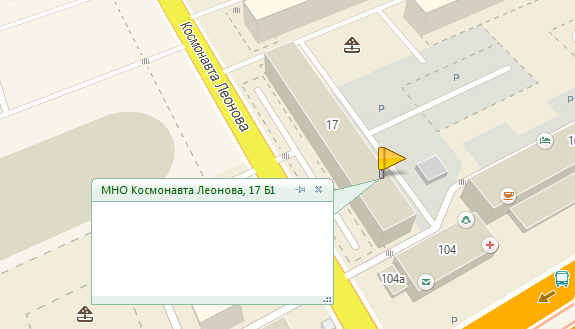 Космонавта Леонова
17
P
P
МНО Космонавта Леонова, 17 Б1
104
104а
P